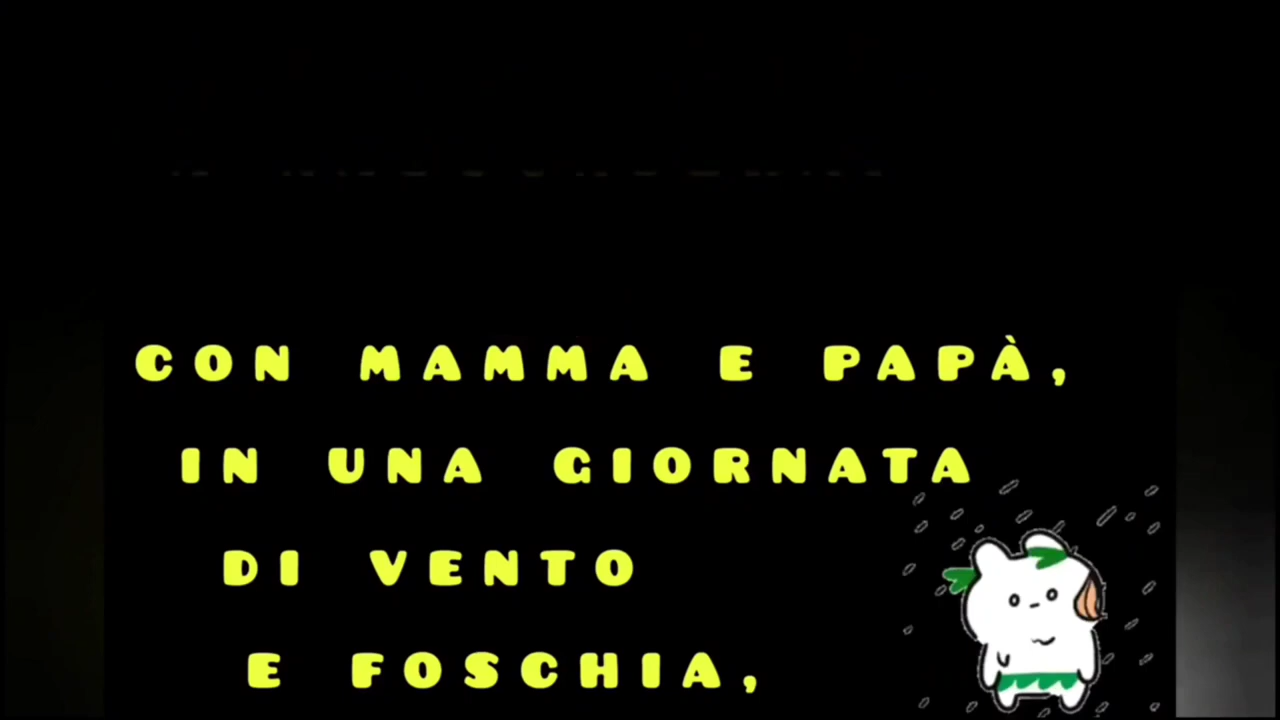 CON MAMMA E PAPÀ,
IN UNA GIORNATA
DI VENTO
E FOSCHIA,